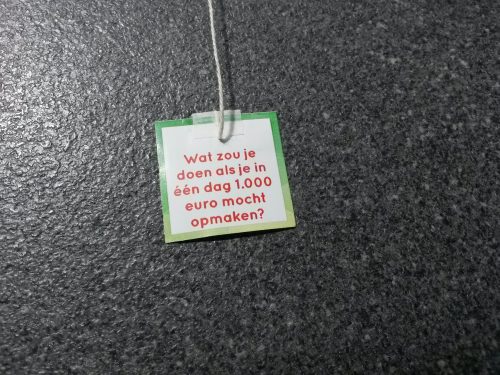 Wat zou je
doen als je in
één dag 1.000
euro mocht
opmaken?